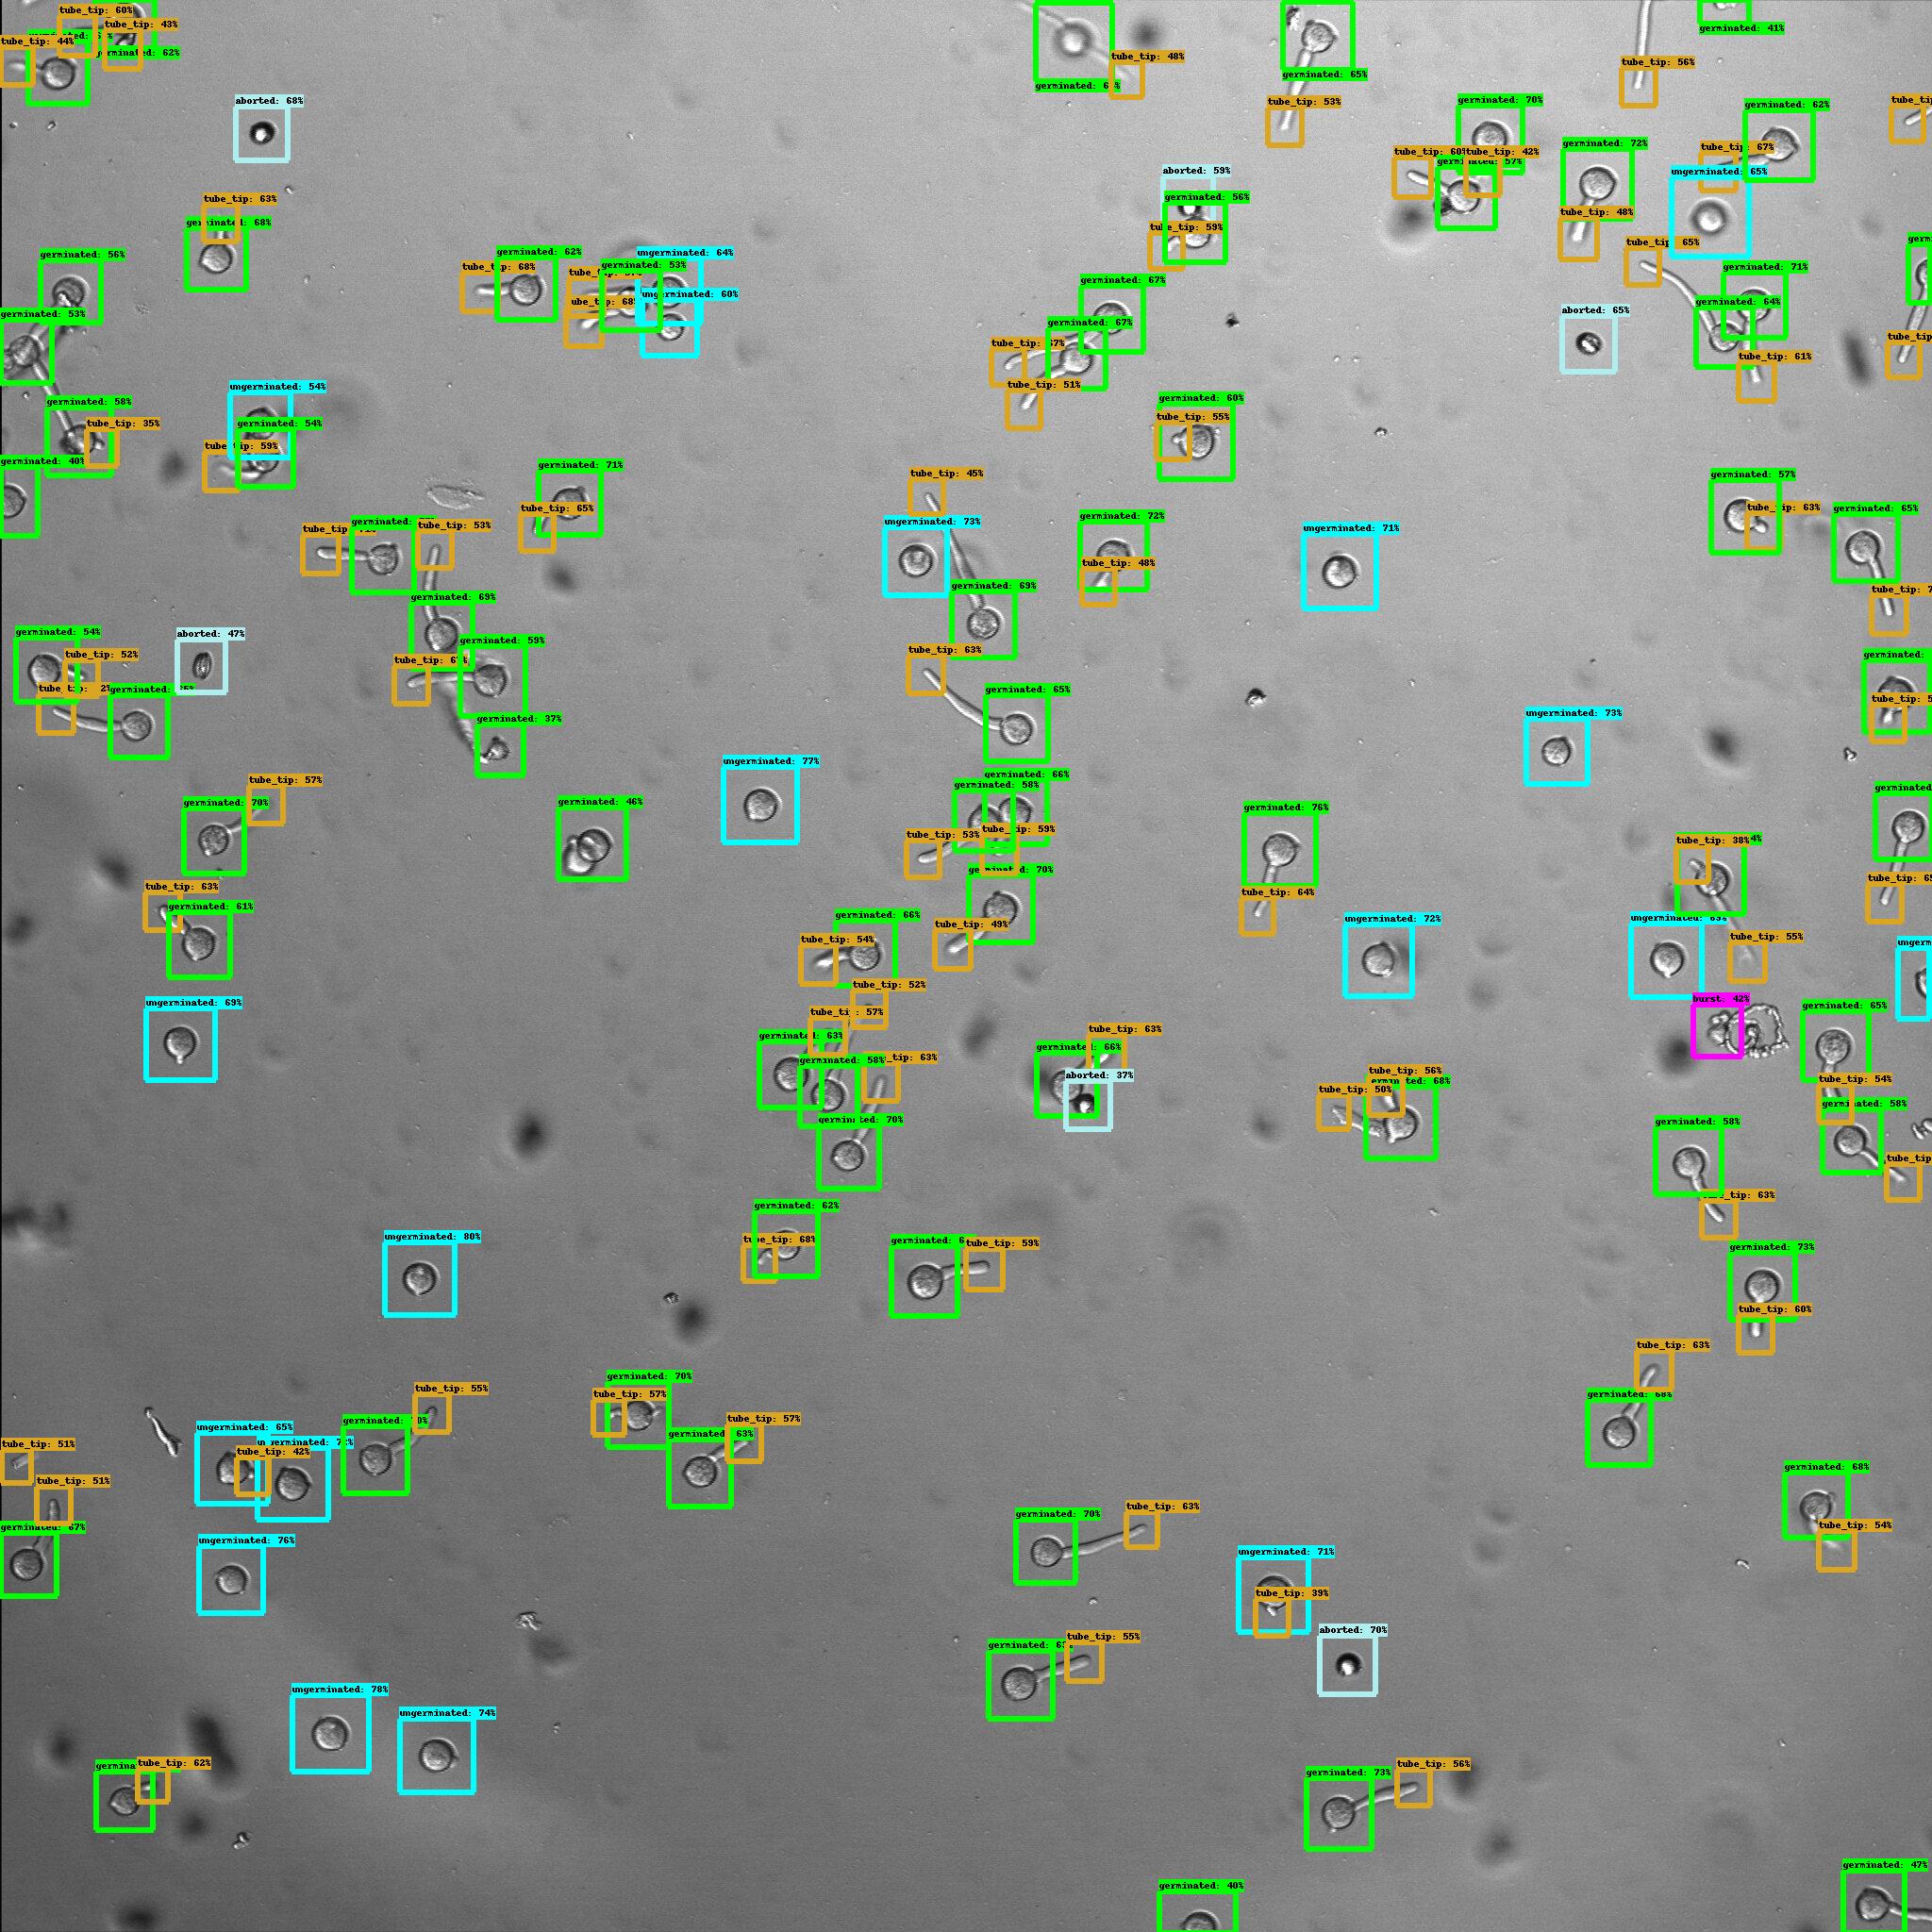 tube_tip: 60%
tube_tip: 43%
tube_tip: 44%
germinated: 62%
tube_tip: 48%
germinated: 65%
germinated: 41%
tube_tip: 56%
aborted: 68%
tube_tip: 53%
germinated: 70%
germinated: 62%
tube_tip:
germinated: 72%
tube_tip: 42%
tube_tip: 67%
aborted: 59%
ungerminated: 65%
tube_tip: 63%
germinated: 68%
germinated: 56%
tube_tip: 48%
tube_tip: 59%
tube_tip: 65%
germinated: 56%
germinated: 62%
ungerminated: 64%
tube_tip: 68%
germinated: 53%
germinated: 71%
germinated: 67%
ungerminated: 60%
germinated: 64%
germinated: 53%
aborted: 65%
germinated: 67%
tube_tip: 67%
tube_tip:
tube_tip: 61%
ungerminated: 54%
tube_tip: 51%
germinated: 60%
germinated: 58%
tube_tip: 55%
tube_tip: 35%
germinated: 54%
tube_tip: 59%
germinated: 40%
germinated: 71%
tube_tip: 45%
germinated: 57%
tube_tip: 65%
tube_tip: 63%
germinated: 65%
germinated: 72%
ungerminated: 73%
tube_tip: 53%
ungerminated: 71%
tube_tip: 48%
germinated: 69%
germinated: 69%
germinated: 54%
aborted: 47%
germinated: 59%
tube_tip: 52%
tube_tip: 63%
germinated:
germinated: 65%
ungerminated: 73%
germinated: 37%
ungerminated: 77%
germinated: 66%
tube_tip: 57%
germinated: 58%
germinated:
germinated: 70%
germinated: 46%
germinated: 76%
tube_tip: 53%
tube_tip: 59%
tube_tip: 38%
germinated: 70%
tube_tip: 63%
tube_tip: 64%
germinated: 61%
germinated: 66%
ungerminated: 72%
tube_tip: 49%
tube_tip: 54%
tube_tip: 55%
tube_tip: 52%
ungerminated: 69%
burst: 42%
germinated: 65%
tube_tip: 57%
tube_tip: 63%
germinated: 63%
germinated: 66%
germinated: 58%
tube_tip: 63%
tube_tip: 56%
aborted: 37%
germinated: 68%
tube_tip: 54%
tube_tip: 50%
germinated: 58%
germinated: 70%
germinated: 58%
tube_tip:
tube_tip: 63%
germinated: 62%
ungerminated: 80%
tube_tip: 68%
tube_tip: 59%
germinated: 73%
tube_tip: 60%
tube_tip: 63%
germinated: 70%
tube_tip: 55%
tube_tip: 57%
germinated: 68%
tube_tip: 57%
ungerminated: 65%
germinated: 63%
tube_tip: 51%
tube_tip: 42%
germinated: 68%
tube_tip: 51%
tube_tip: 63%
germinated: 70%
germinated: 67%
tube_tip: 54%
ungerminated: 76%
ungerminated: 71%
tube_tip: 39%
aborted: 70%
tube_tip: 55%
ungerminated: 78%
ungerminated: 74%
tube_tip: 62%
tube_tip: 56%
germinated: 73%
germinated: 47%
germinated: 40%